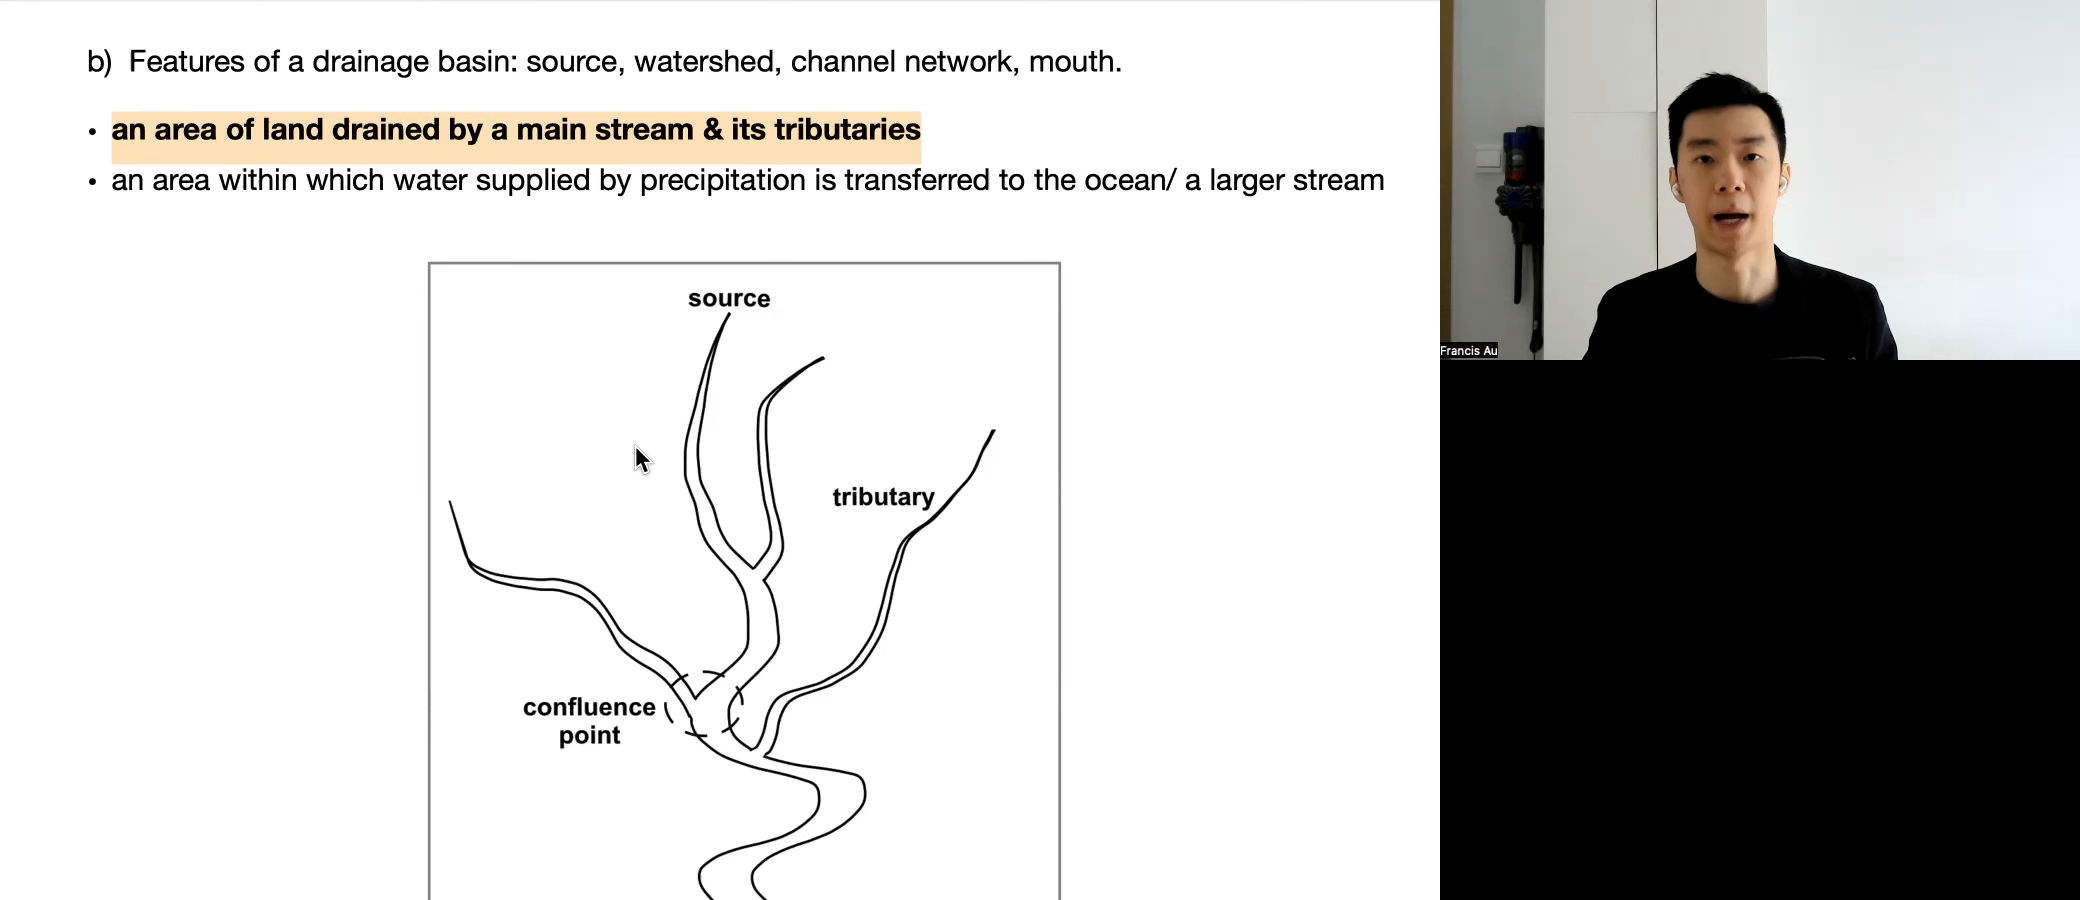 b) Features of a drainage basin: source, watershed, channel network, mouth.
• an area of land drained by a main stream & its tributaries
• an area within which water supplied by precipitation is transferred to the ocean/ a larger stream
source
tributary
confluence
point
Francis Au